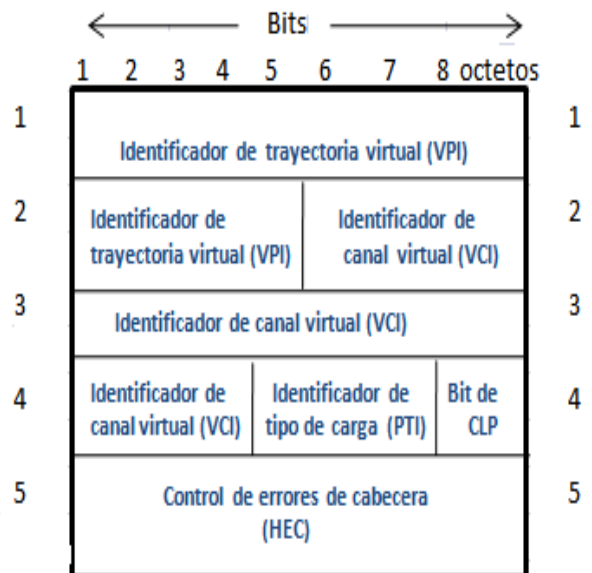 Bits
1 2 3 4 5 6 7 8 octetos
1 1
Identificador de trayectoria virtual (VPI)
2 2
Identificador de
trayectoria virtual (VPI)
Identificador de
canal virtual (VCI)
3 3
Identificador de canal virtual (VCI)
4 4
Identificador de
canal virtual (VCI)
Identificador de
tipo de carga (PTI)
Bit de
CLP
5 5
Control de errores de cabecera
(HEC)